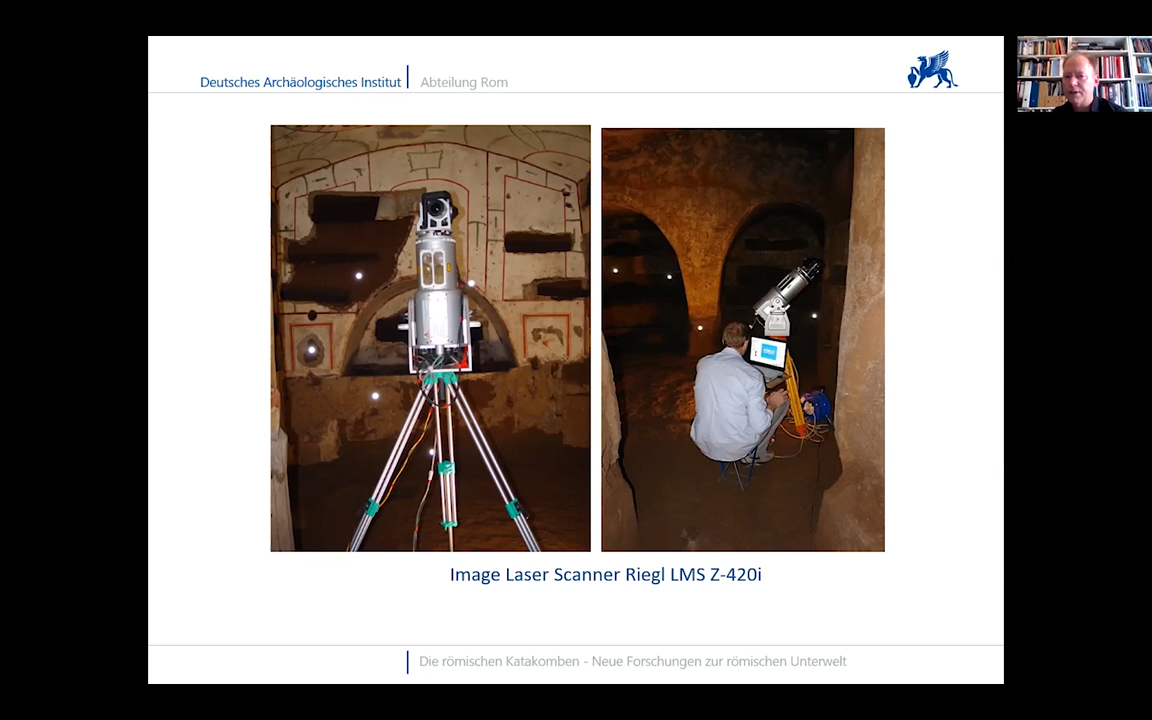 Deutsches Archäologisches Institut
Abteilung Rom
Image Laser Scanner Riegl LMS Z-420i
Die römischen Katakomben - Neue Forschungen zur römischen Unterwelt